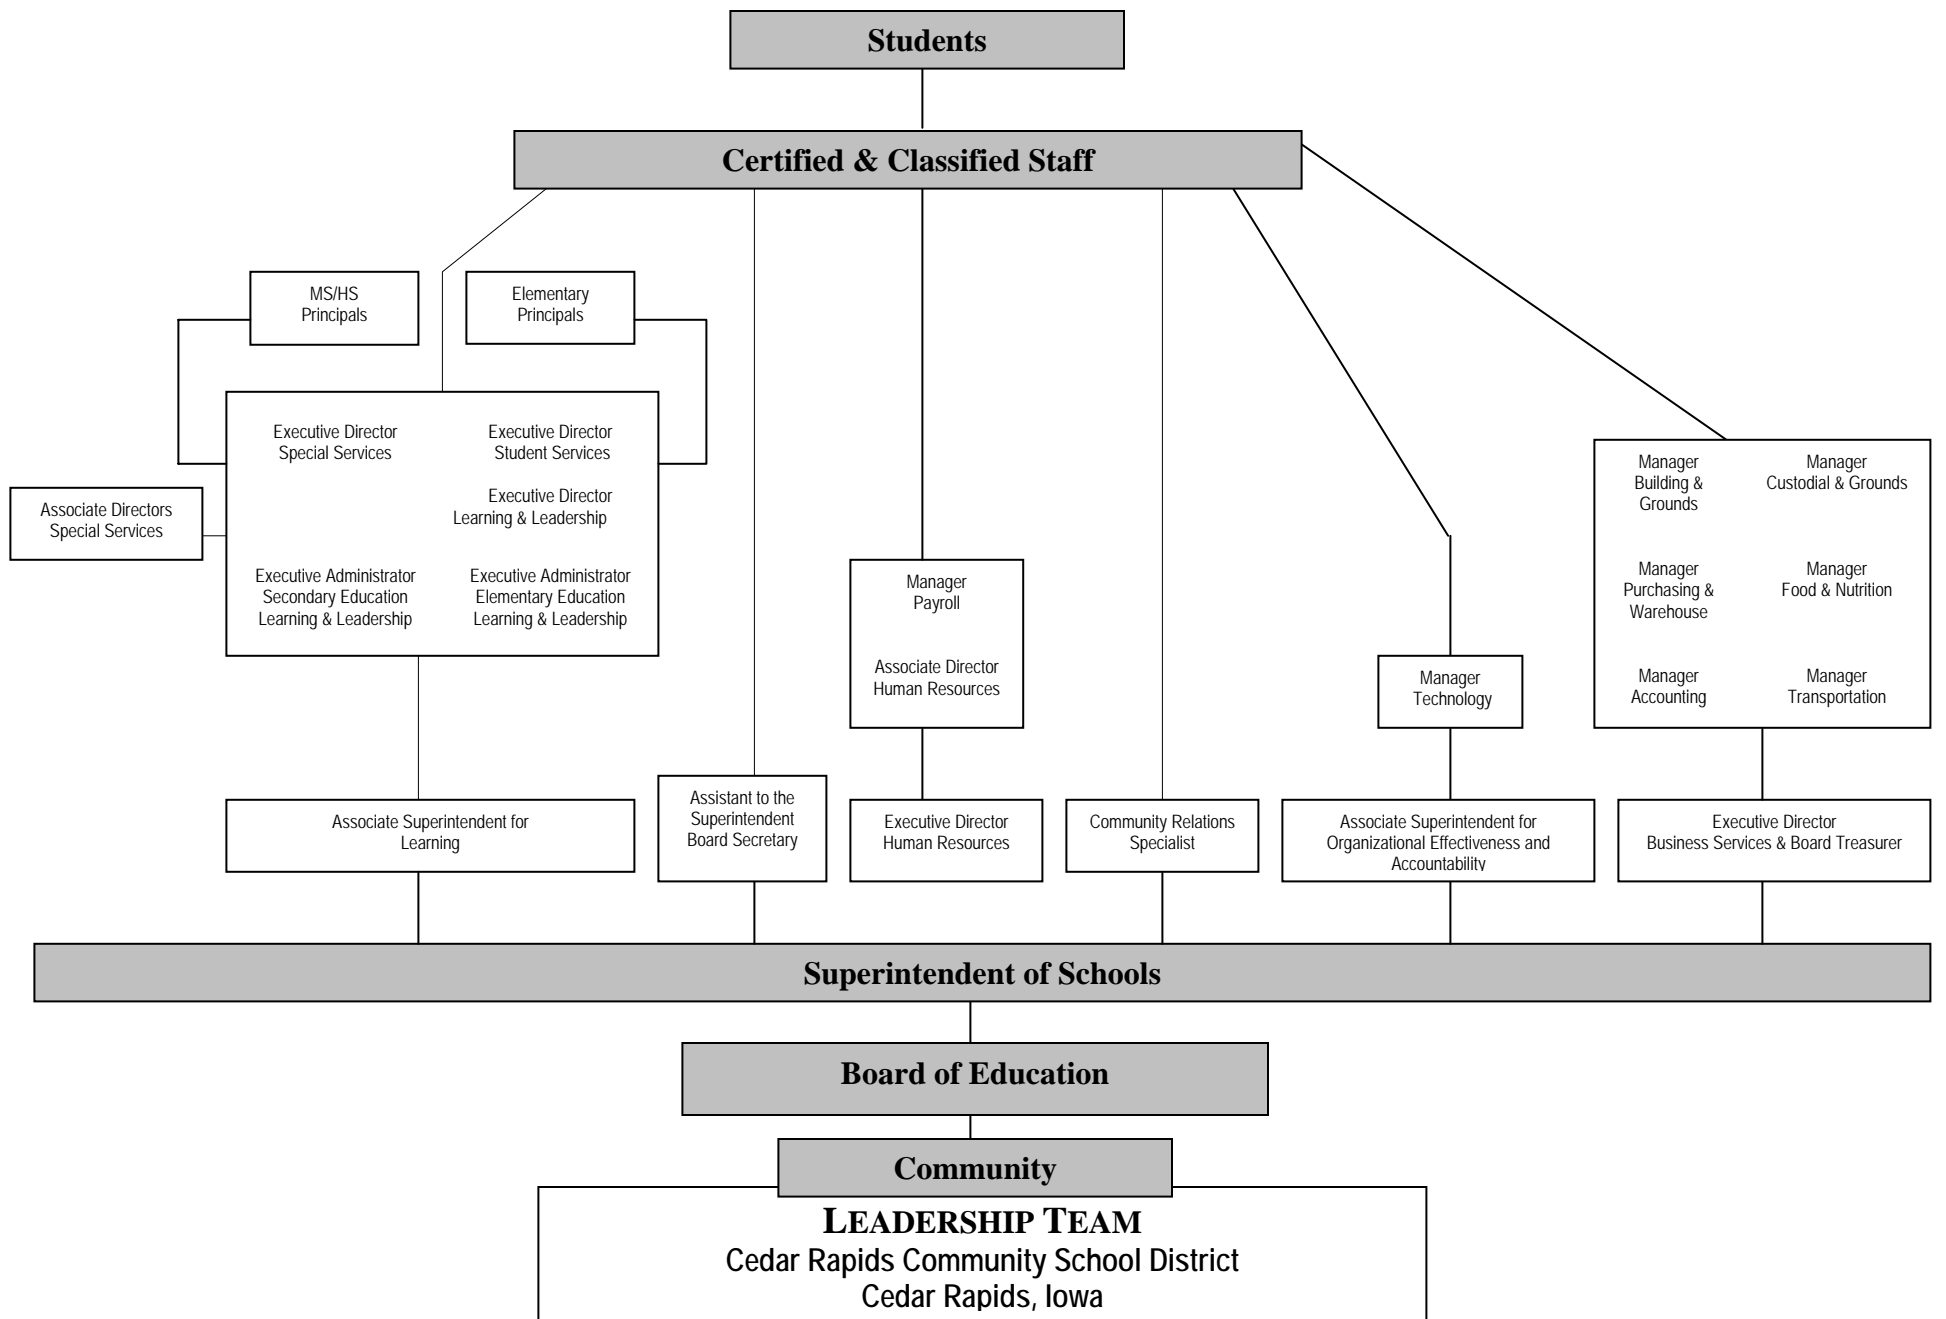 Students
Certified & Classified Staff
MS/HS
Principals
Elementary
Principals
Executive Director
Special Services
Executive Director
Student Services
Executive Director
Learning & Leadership
Associate Directors
Special Services
Executive Administrator
Secondary Education
Learning & Leadership
Executive Administrator
Elementary Education
Learning & Leadership
Manager
Payroll
Associate Director
Human Resources
Manager
Technology
Manager
Building &
Grounds
Manager
Custodial & Grounds
Manager
Purchasing &
Warehouse
Manager
Food & Nutrition
Manager
Accounting
Manager
Transportation
Associate Superintendent for
Learning
Assistant to the
Superintendent
Board Secretary
Executive Director
Human Resources
Community Relations
Specialist
Associate Superintendent for
Organizational Effectiveness and
Accountability
Executive Director
Business Services & Board Treasurer
Superintendent of Schools
Board of Education
Community
LEADERSHIP TEAM
Cedar Rapids Community School District
Cedar Rapids, Iowa